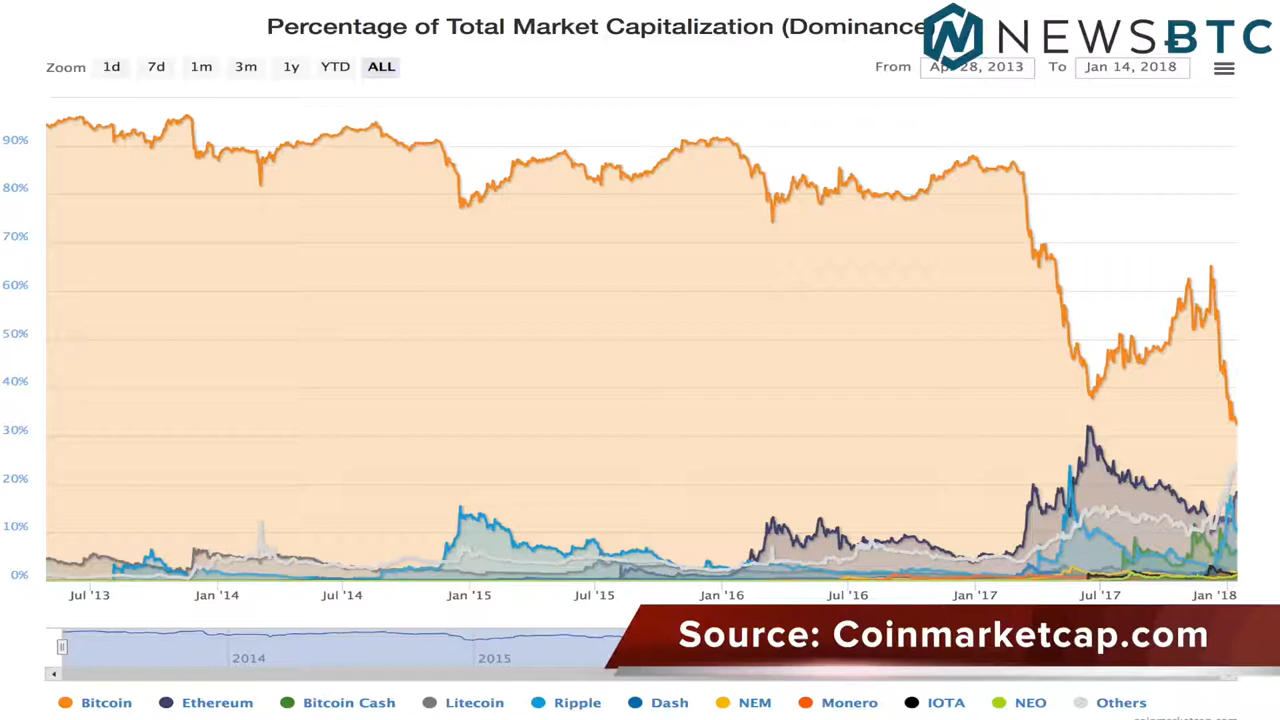 Percentage of Total Market Capitalization (Dominance)
NEWSBTC
Zoom 1d 7d 1m 3m 1y YTD ALL
From Apr 28, 2013 To Jan 14, 2018
90%
80%
70%
60%
50%
40%
30%
20%
10%
0%
Jul '13 Jan '14 Jul '14 Jan '15 Jul '15 Jan '16 Jul '16 Jan '17 Jul '17 Jan '18
Source: Coinmarketcap.com
2014 2015
Bitcoin Ethereum Bitcoin Cash Litecoin Ripple Dash NEM Monero IOTA NEO Others
coinmarketcap.com